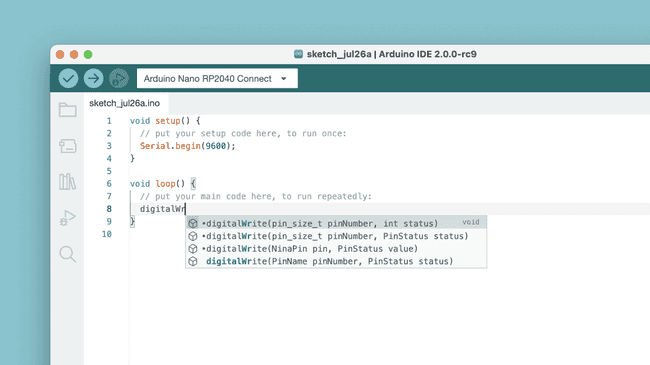 sketch_jul26a | Arduino IDE 2.0.0-rc9
Arduino Nano RP2040 Connect
sketch_jul26a.ino
1 void setup() {
2 // put your setup code here, to run once:
3 Serial.begin(9600);
4 }
5
6 void loop() {
7 // put your main code here, to run repeatedly:
8 digitalWr
•digitalWrite(pin_size_t pinNumber, int status) void
9 }
•digitalWrite(pin_size_t pinNumber, PinStatus status)
10
•digitalWrite(NinaPin pin, PinStatus value)
digitalWrite(PinName pinNumber, PinStatus status)